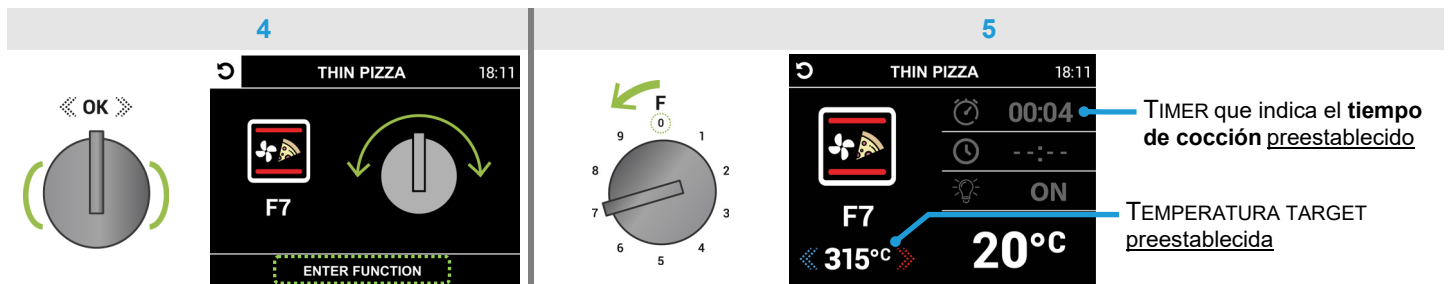 4
5
OK
THIN PIZZA 18:11
F7
ENTER FUNCTION
F
0
1
2
3
4
5
6
7
8
9
THIN PIZZA 18:11
00:04
--:--
ON
F7
315°C
20°C
TIMER que indica el tiempo
de cocción preestablecido
TEMPERATURA TARGET
preestablecida